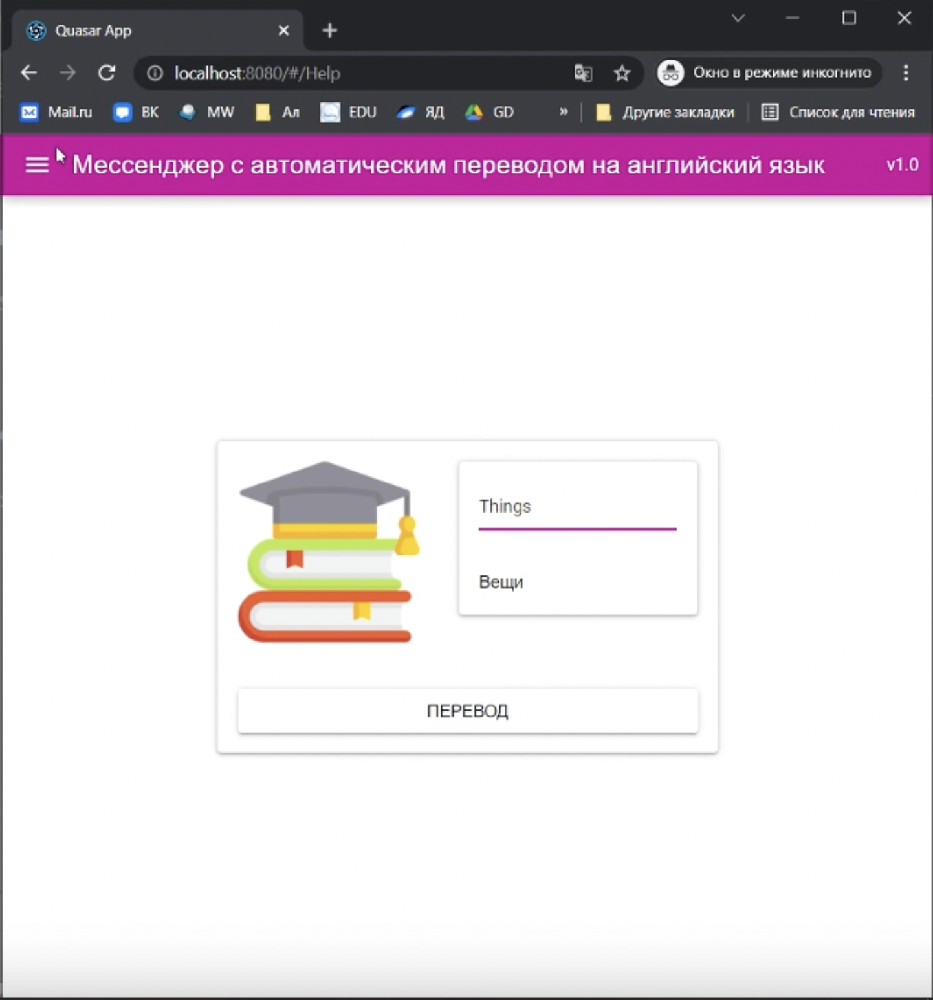 Quasar App
localhost:8080/#/Help
Окно в режиме инкогнито
Mail.ru ВК MW Ал EDU ЯД GD » Другие закладки Список для чтения
Мессенджер с автоматическим переводом на английский язык v1.0
Things
Вещи
ПЕРЕВОД